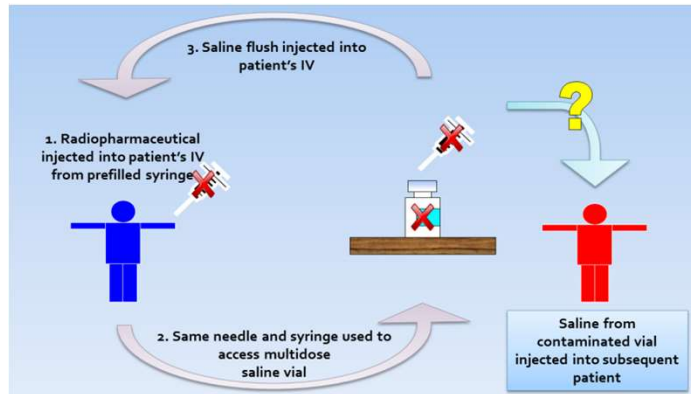 3. Saline flush injected into
patient's IV
?
1. Radiopharmaceutical
injected into patient's IV
from prefilled syringe
2. Same needle and syringe used to
access multidose
saline vial
Saline from
contaminated vial
injected into subsequent
patient